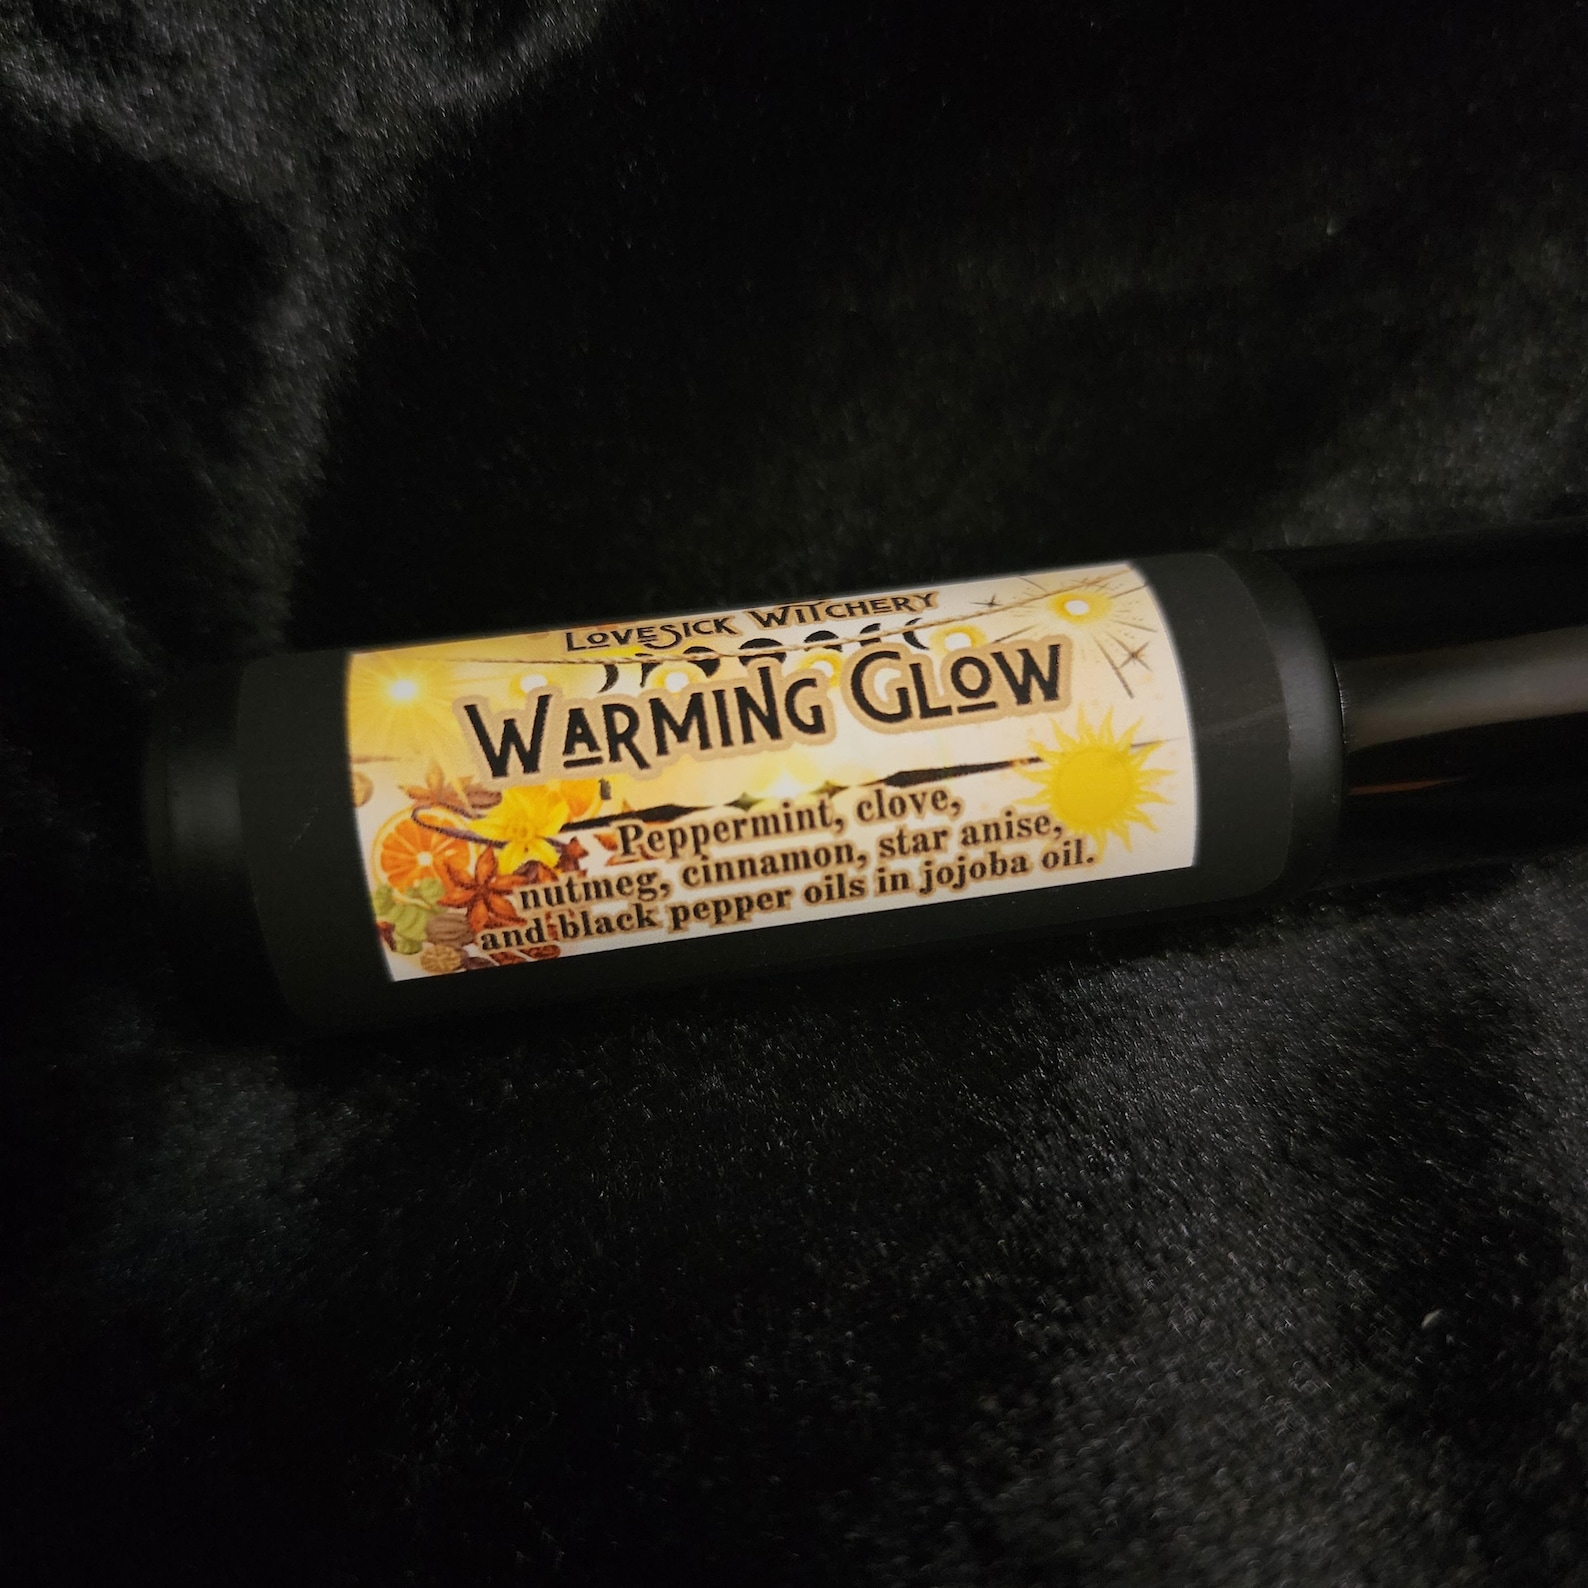 LOVESICK WITCHERY
WARMING GLOW
Peppermint, clove,
nutmeg, cinnamon, star anise,
and black pepper oils in jojoba oil.